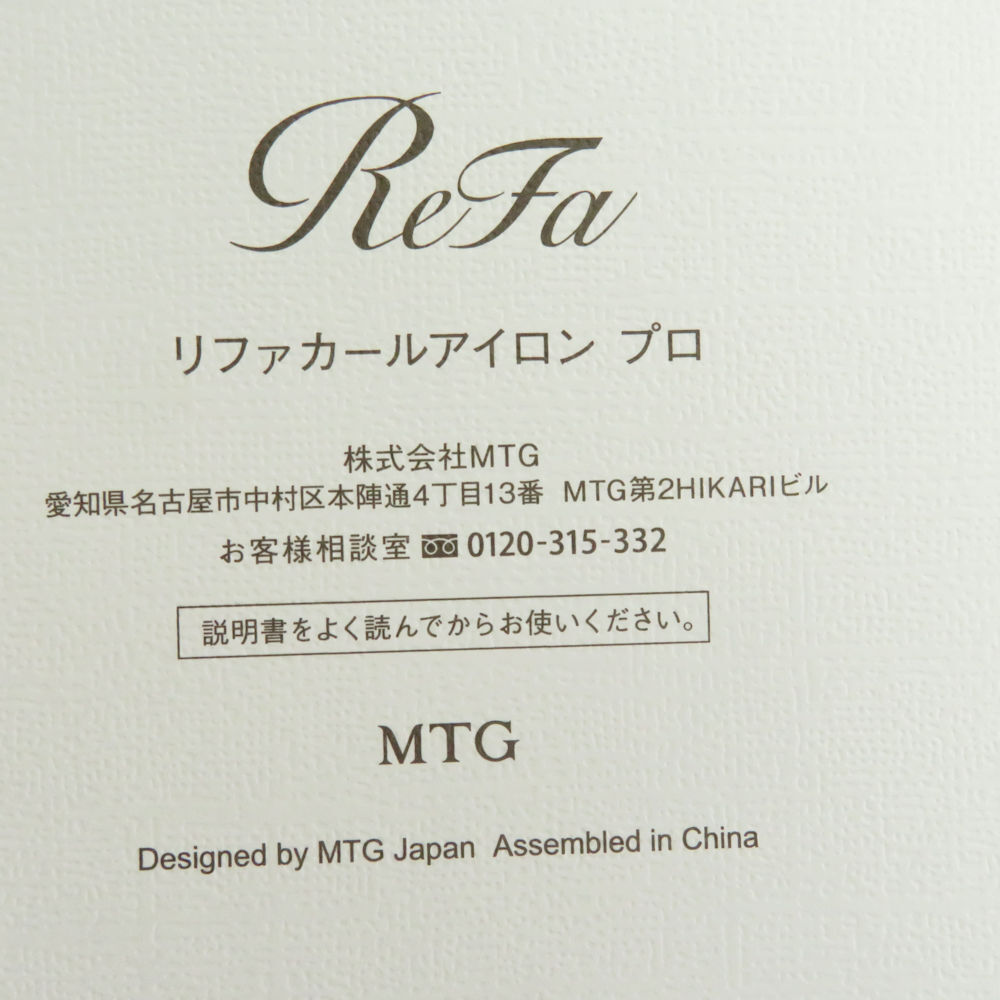 ReFa
リファカールアイロン プロ
株式会社MTG
愛知県名古屋市中村区本陣通4丁目13番 MTG第2HIKARIビル
お客様相談室 0120-315-332
説明書をよく読んでからお使いください。
MTG
Designed by MTG Japan Assembled in China